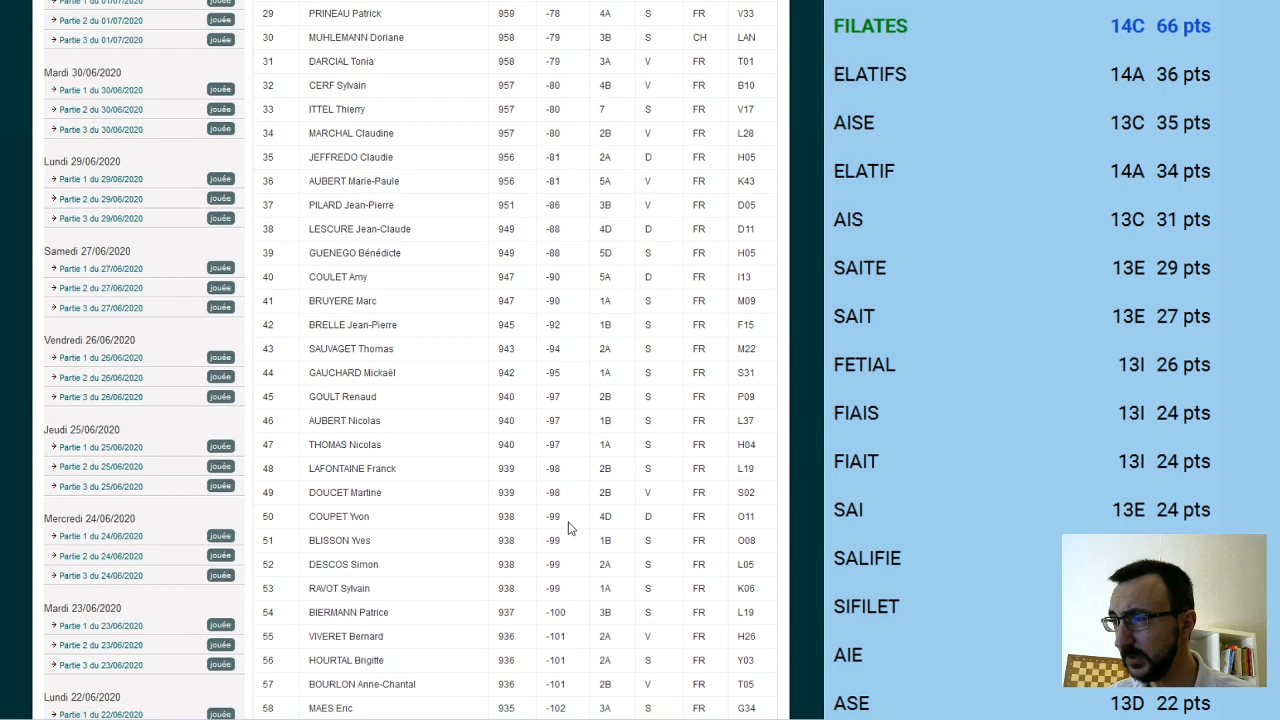 Partie 1 du 01/07/2020
Partie 2 du 01/07/2020 jouée
Partie 3 du 01/07/2020 jouée
Mardi 30/06/2020
Partie 1 du 30/06/2020 jouée
Partie 2 du 30/06/2020 jouée
Partie 3 du 30/06/2020 jouée
Lundi 29/06/2020
Partie 1 du 29/06/2020 jouée
Partie 2 du 29/06/2020 jouée
Partie 3 du 29/06/2020 jouée
Samedi 27/06/2020
Partie 1 du 27/06/2020 jouée
Partie 2 du 27/06/2020 jouée
Partie 3 du 27/06/2020 jouée
Vendredi 26/06/2020
Partie 1 du 26/06/2020 jouée
Partie 2 du 26/06/2020 jouée
Partie 3 du 26/06/2020 jouée
Jeudi 25/06/2020
Partie 1 du 25/06/2020 jouée
Partie 2 du 25/06/2020 jouée
Partie 3 du 25/06/2020 jouée
Mercredi 24/06/2020
Partie 1 du 24/06/2020 jouée
Partie 2 du 24/06/2020 jouée
Partie 3 du 24/06/2020 jouée
Mardi 23/06/2020
Partie 1 du 23/06/2020 jouée
Partie 2 du 23/06/2020 jouée
Partie 3 du 23/06/2020 jouée
Lundi 22/06/2020
Partie 1 du 22/06/2020 jouée
29 Patrick 959 -78 4A FR V33
30 MUHLEMANN Doriane 958 -79 3B CH LAN
31 DARCIAL Tonia 958 -79 3A V FR T01
32 CERF Sylvain 957 -80 4B FR B10
33 ITTEL Thierry 957 -80 7 FR V17
34 MARCHAL Claudine 957 -80 2B V FR L28
35 JEFFREDO Claudie 956 -81 2A D FR H05
36 AUBERT Marie-Paule 956 -81 5A V FR K43
37 PILARD Jean-Pierre 951 -86 3B V FR D05
38 LESCURE Jean-Claude 949 -88 4D D FR D11
39 GUENEGO Bénédicte 949 -88 5D V FR H05
40 COULET Amy 947 -90 5A FR I13
41 BRUYERE Marc 947 -90 1A S FR M09
42 BRELLE Jean-Pierre 945 -92 1B S FR F15
43 SAUVAGET Thomas 943 -94 2A S FR M22
44 GAUCHARD Mickaël 942 -95 1A FR S31
45 GOULT Renaud 940 -97 2B FR P09
46 AUBERT Nicolas 940 -97 1B S FR L37
47 THOMAS Nicolas 940 -97 1A FR H04
48 LAFONTAINE Franck 939 -98 2B FR L19
49 DOUCET Martine 939 -98 2B V FR S02
50 COUPET Yvon 938 -99 4D D FR O11
51 BLISSON Yves 938 -99 1B V FR O08
52 DESCOS Simon 938 -99 2A FR L05
53 RAVOT Sylvain 938 -99 1A FR K06
54 BIERMANN Patrice 937 -100 3B S FR L19
55 VIVERET Bernard 936 -101 2A V FR H26
56 HOURTAL Brigitte 936 -101 2A V FR Y03
57 BOURLON Anne-Chantal 936 -101 2B V FR T05
58 MAES Eric 935 -102 3A FR G34
FILATES 14C 66 pts
ELATIFS 14A 36 pts
AISE 13C 35 pts
ELATIF 14A 34 pts
AIS 13C 31 pts
SAITE 13E 29 pts
SAIT 13E 27 pts
FETIAL 13I 26 pts
FIAIS 13I 24 pts
FIAIT 13I 24 pts
SAI 13E 24 pts
SALIFIE
SIFILET
AIE
ASE 13D 22 pts